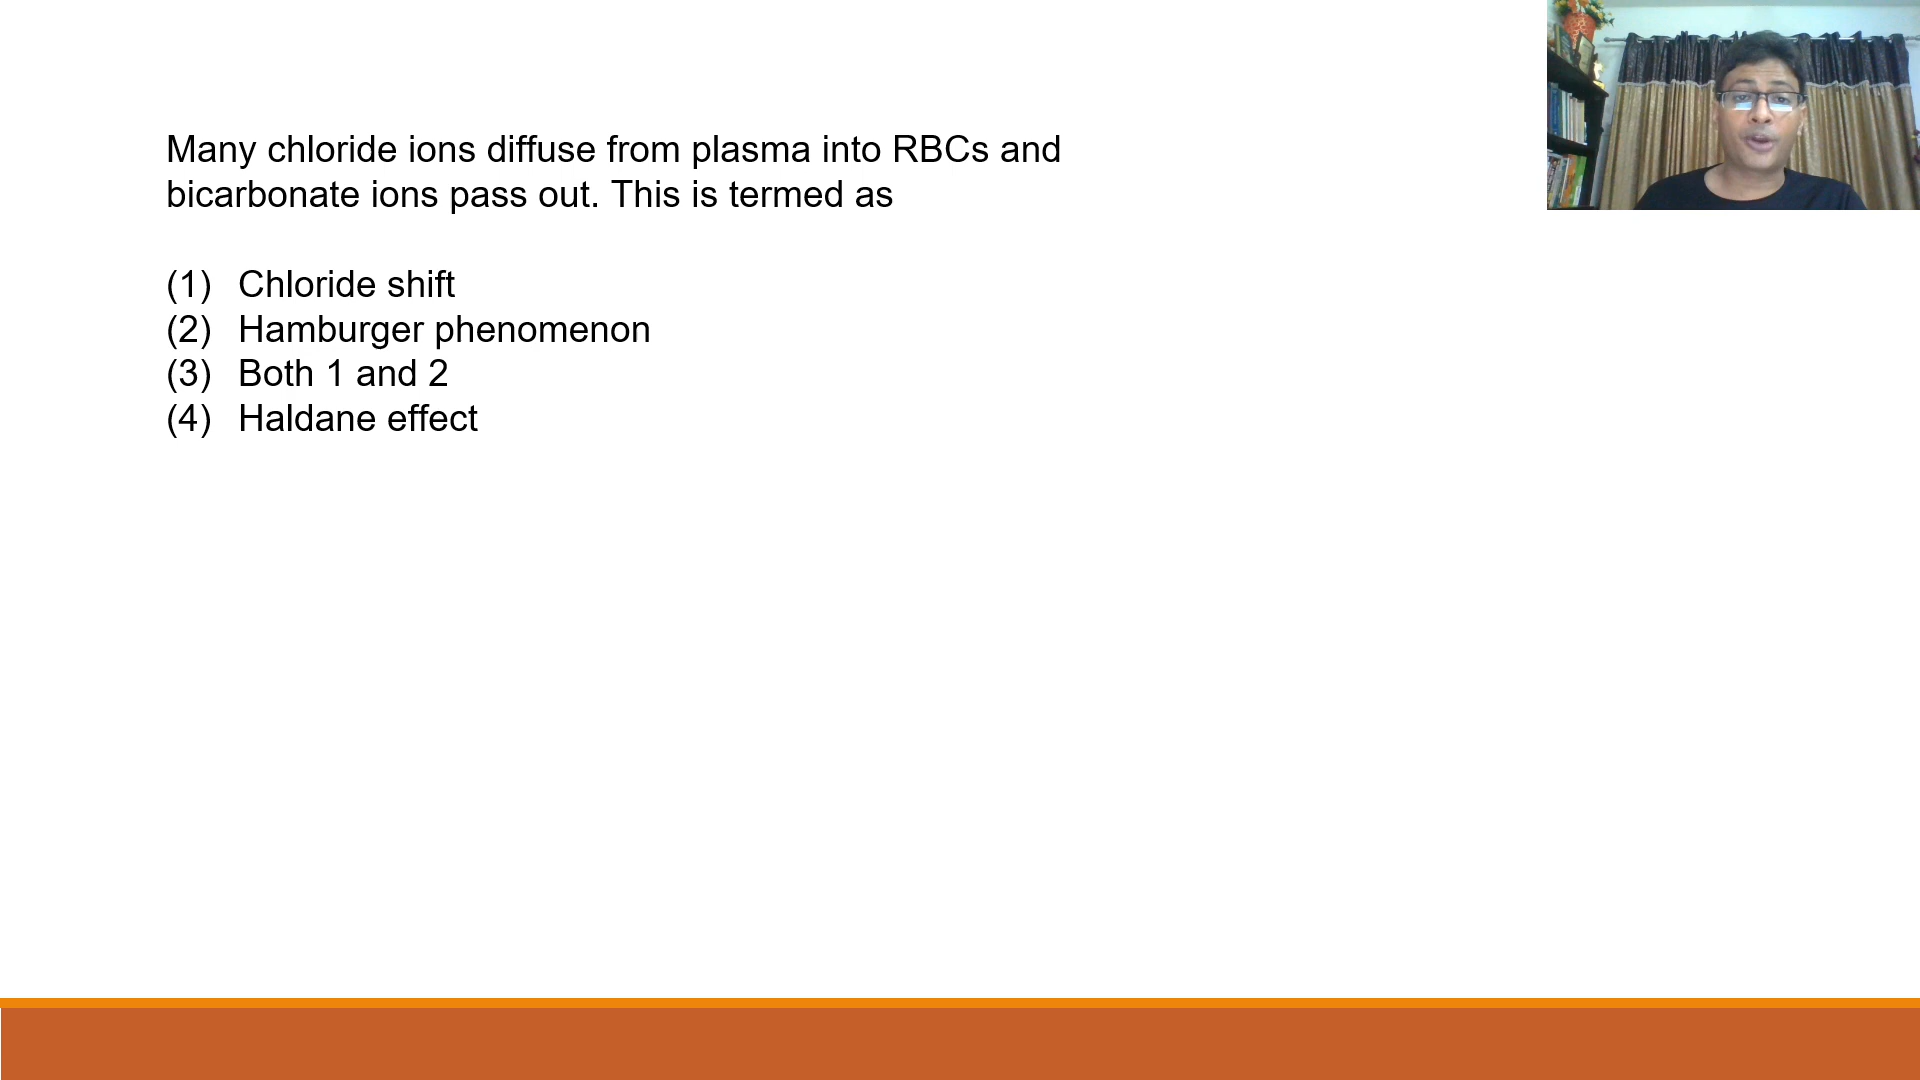 Many chloride ions diffuse from plasma into RBCs and
bicarbonate ions pass out. This is termed as
(1) Chloride shift
(2) Hamburger phenomenon
(3) Both 1 and 2
(4) Haldane effect